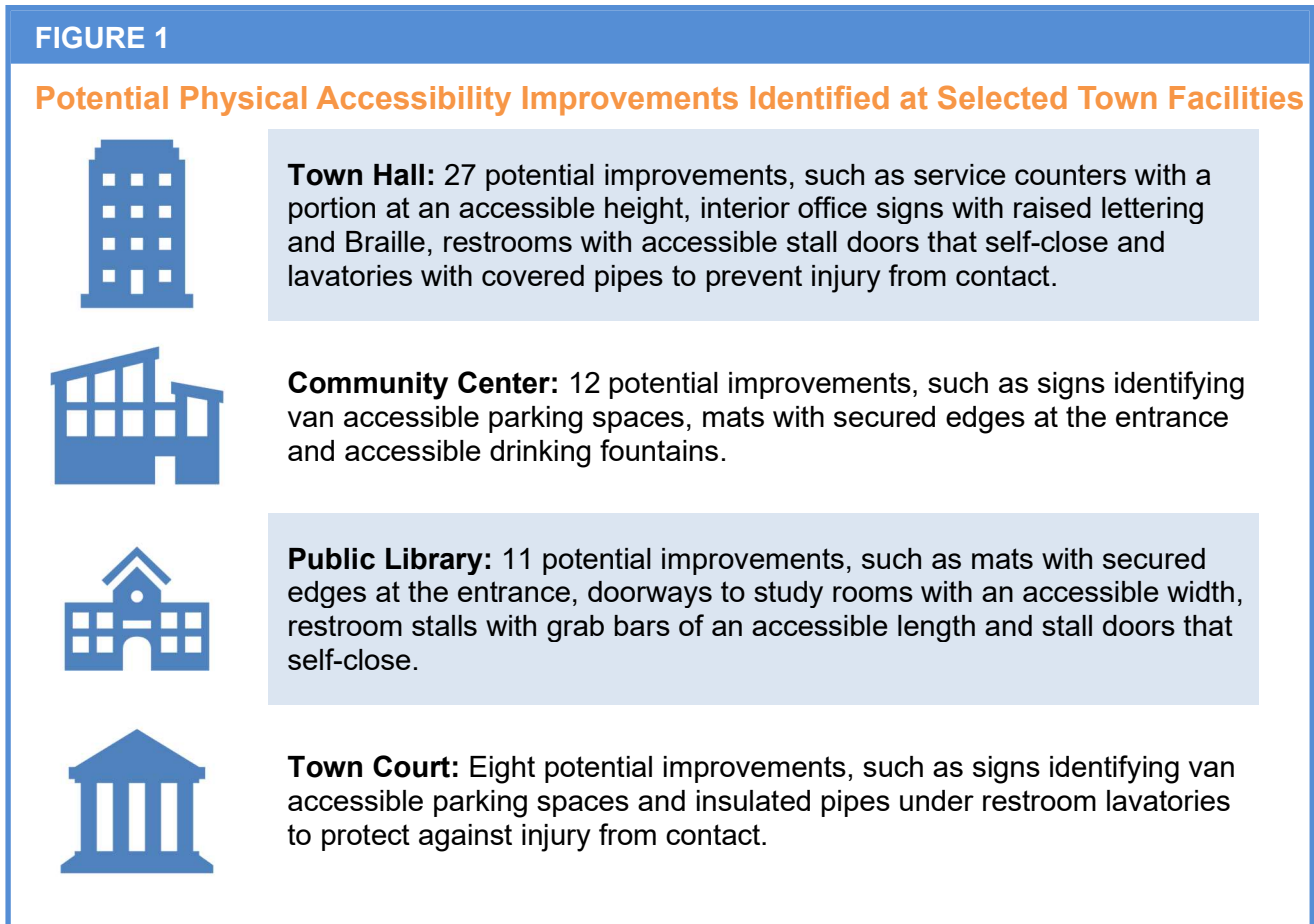 FIGURE 1
Potential Physical Accessibility Improvements Identified at Selected Town Facilities
Town Hall: 27 potential improvements, such as service counters with a
portion at an accessible height, interior office signs with raised lettering
and Braille, restrooms with accessible stall doors that self-close and
lavatories with covered pipes to prevent injury from contact.
Community Center: 12 potential improvements, such as signs identifying
van accessible parking spaces, mats with secured edges at the entrance
and accessible drinking fountains.
Public Library: 11 potential improvements, such as mats with secured
edges at the entrance, doorways to study rooms with an accessible width,
restroom stalls with grab bars of an accessible length and stall doors that
self-close.
Town Court: Eight potential improvements, such as signs identifying van
accessible parking spaces and insulated pipes under restroom lavatories
to protect against injury from contact.